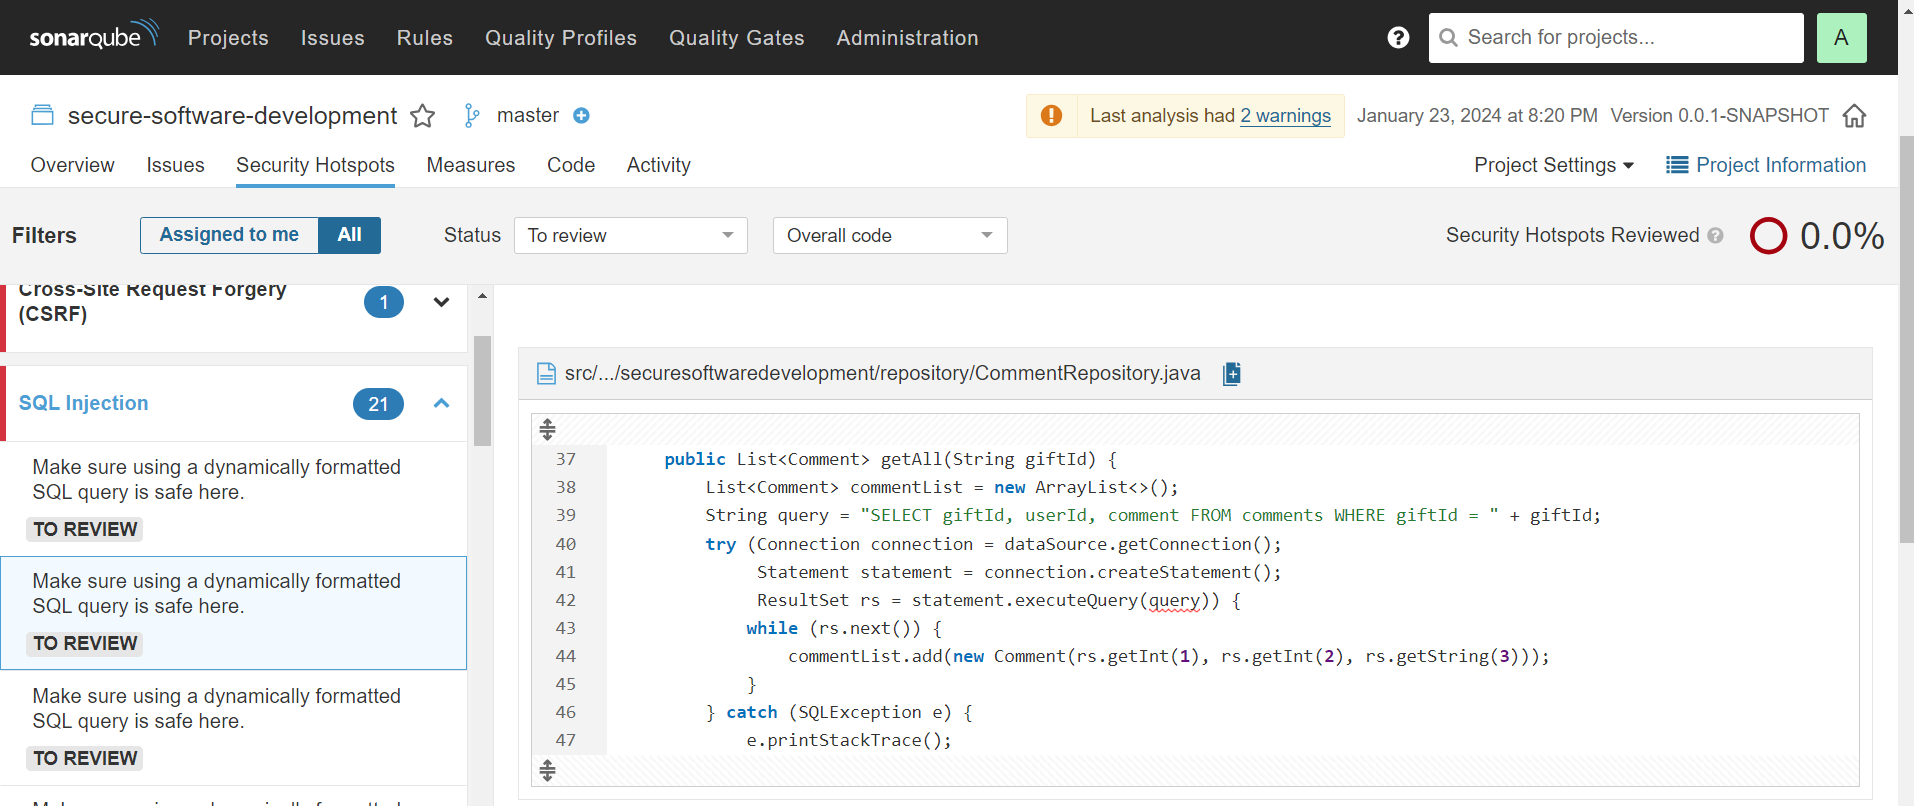 sonarqube Projects Issues Rules Quality Profiles Quality Gates Administration ? Search for projects... A
secure-software-development master Last analysis had 2 warnings January 23, 2024 at 8:20 PM Version 0.0.1-SNAPSHOT
Overview Issues Security Hotspots Measures Code Activity Project Settings Project Information
Filters Assigned to me All Status To review Overall code Security Hotspots Reviewed ? 0.0%
Cross-Site Request Forgery
(CSRF) 1
SQL Injection 21
Make sure using a dynamically formatted
SQL query is safe here.
TO REVIEW
Make sure using a dynamically formatted
SQL query is safe here.
TO REVIEW
Make sure using a dynamically formatted
SQL query is safe here.
TO REVIEW
src/.../securesoftwaredevelopment/repository/CommentRepository.java
37 public List<Comment> getAll(String giftId) {
38 List<Comment> commentList = new ArrayList<>();
39 String query = "SELECT giftId, userId, comment FROM comments WHERE giftId = " + giftId;
40 try (Connection connection = dataSource.getConnection();
41 Statement statement = connection.createStatement();
42 ResultSet rs = statement.executeQuery(query)) {
43 while (rs.next()) {
44 commentList.add(new Comment(rs.getInt(1), rs.getInt(2), rs.getString(3)));
45 }
46 } catch (SQLException e) {
47 e.printStackTrace();